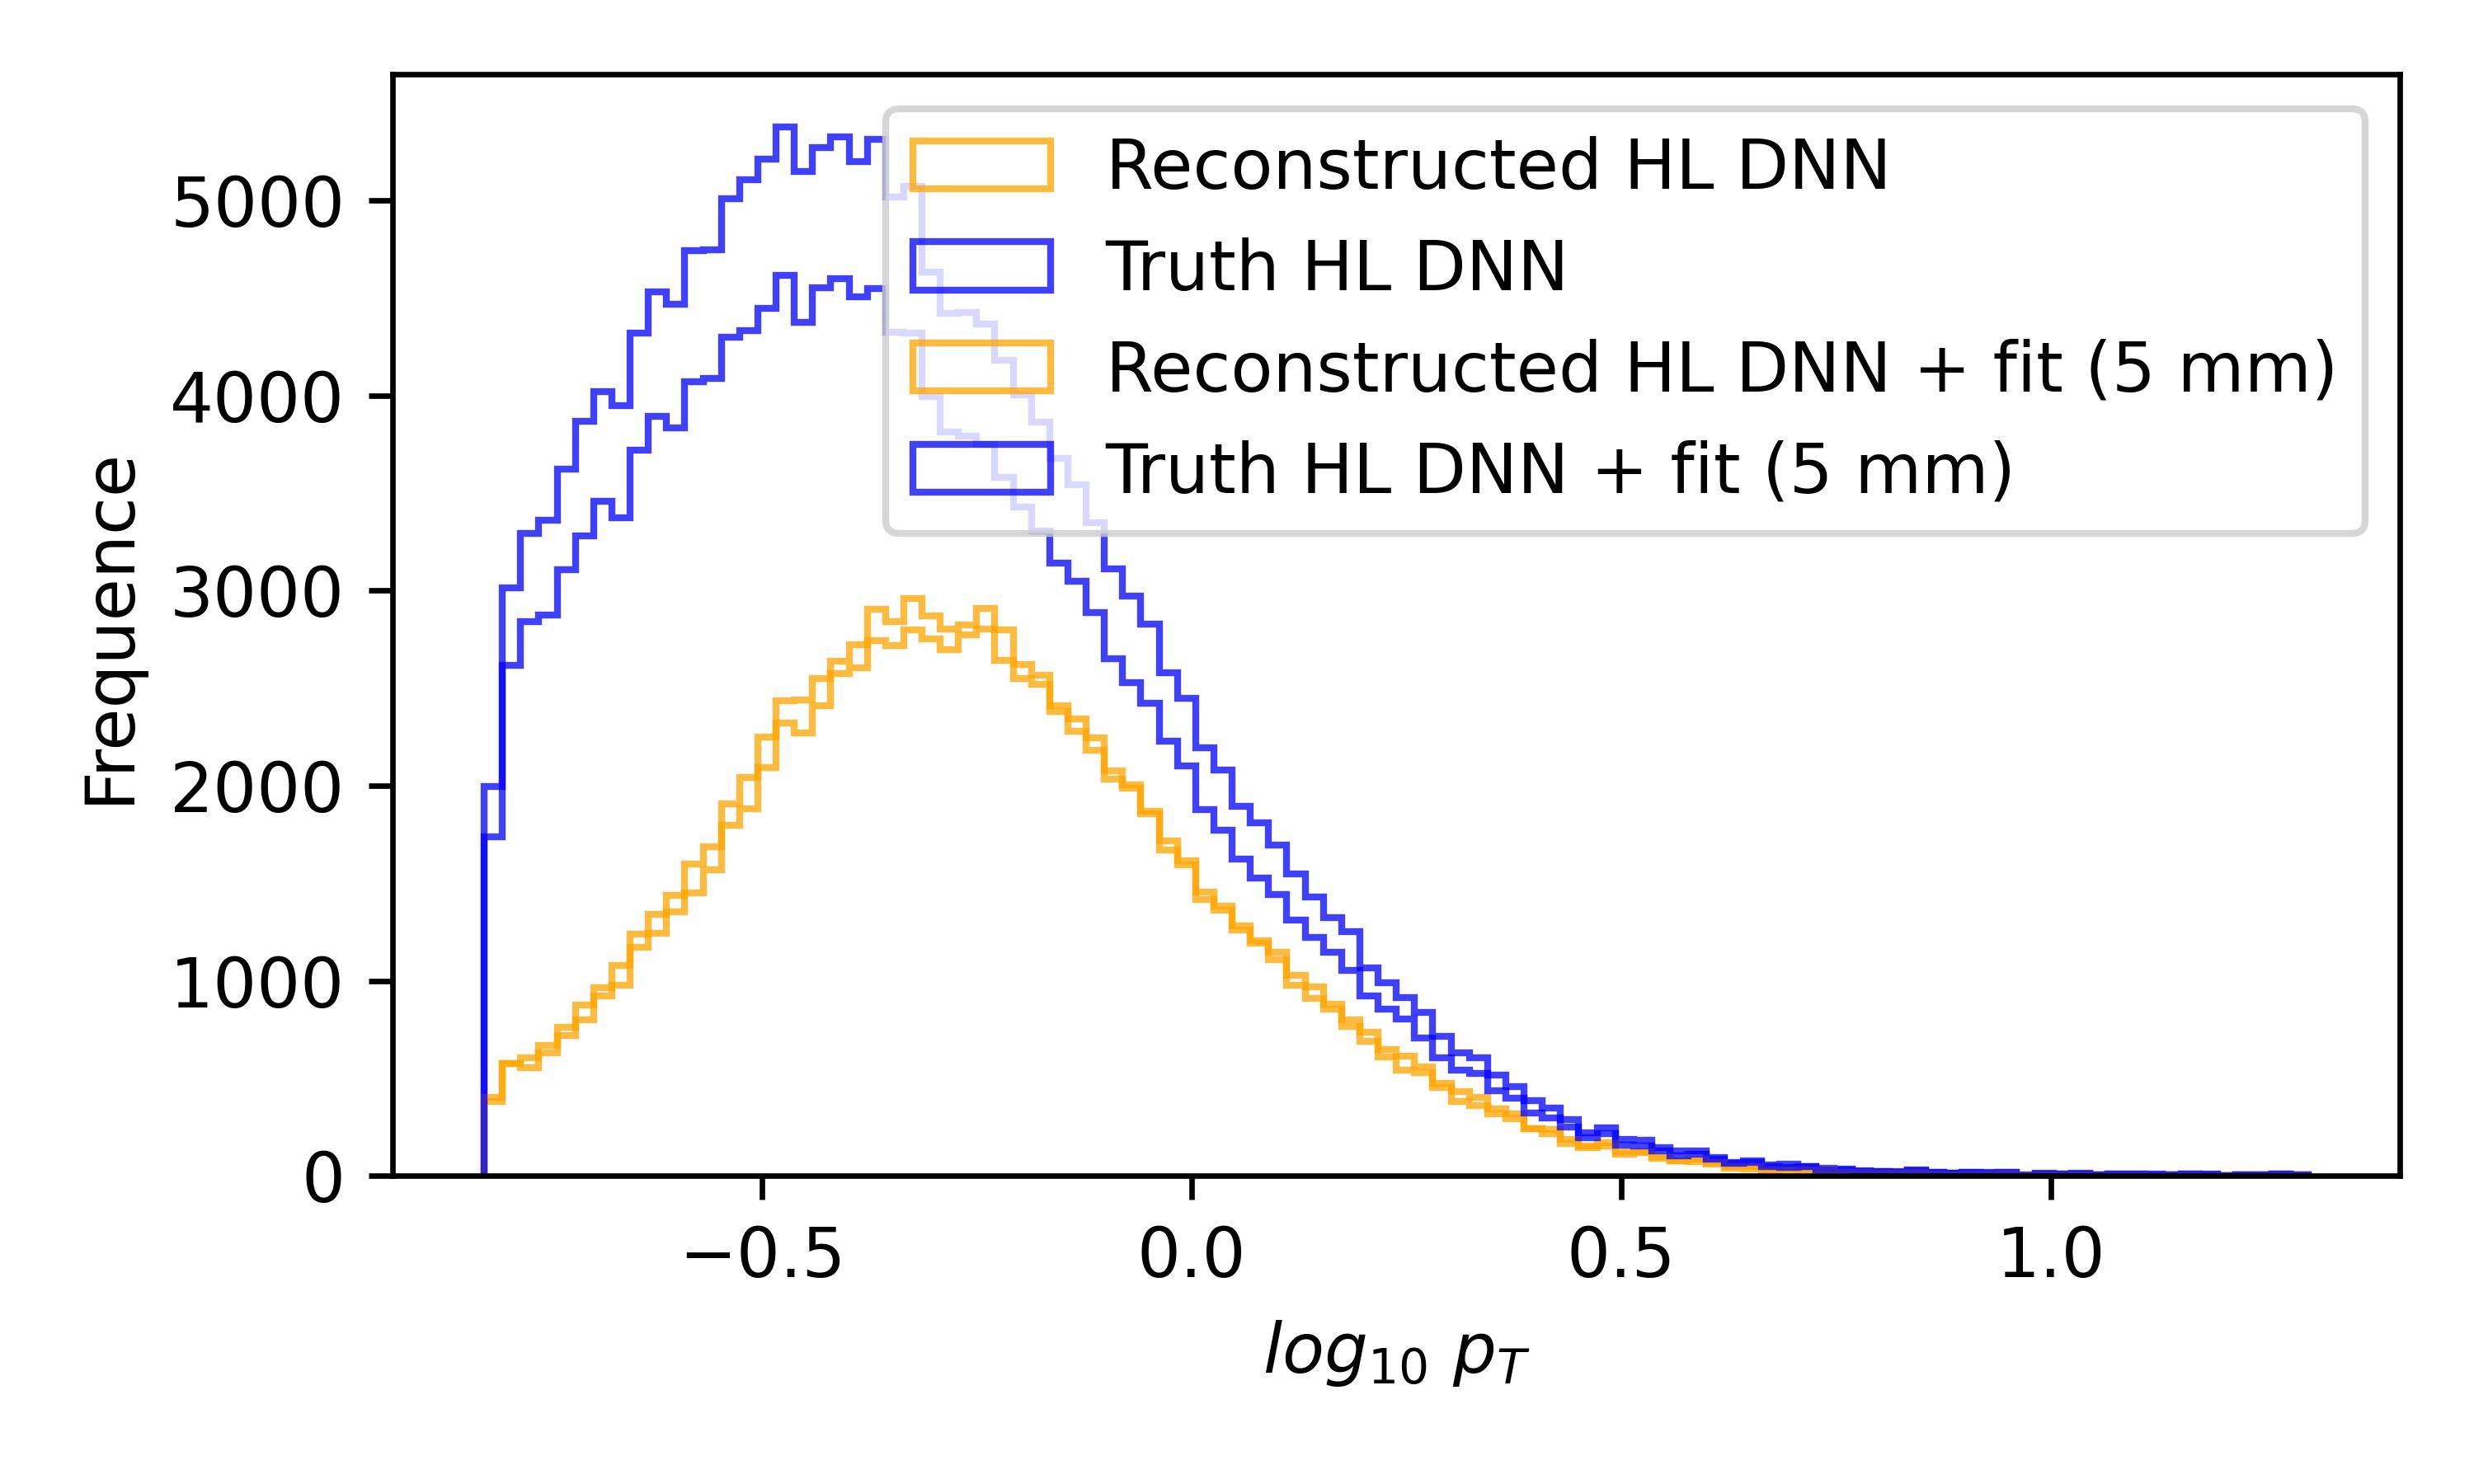 Reconstructed HL DNN
Truth HL DNN
Reconstructed HL DNN + fit (5 mm)
Truth HL DNN + fit (5 mm)
Frequence
5000
4000
3000
2000
1000
0
−0.5 0.0 0.5 1.0
log₁₀ p_T